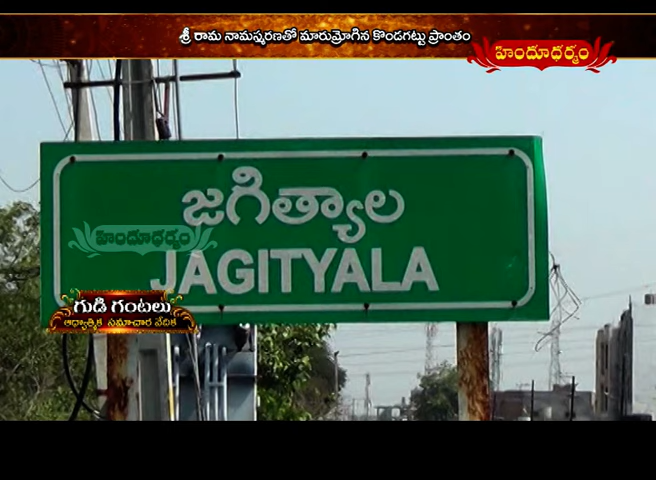 శ్రీ రామ నామస్మరణతో మారుమ్రోగిన కొండగట్టు ప్రాంతం
హిందూధర్మం
జగిత్యాల
హిందూధర్మం
JAGITYALA
గుడి గంటలు
ఆధ్యాత్మిక సమాచార వేదిక